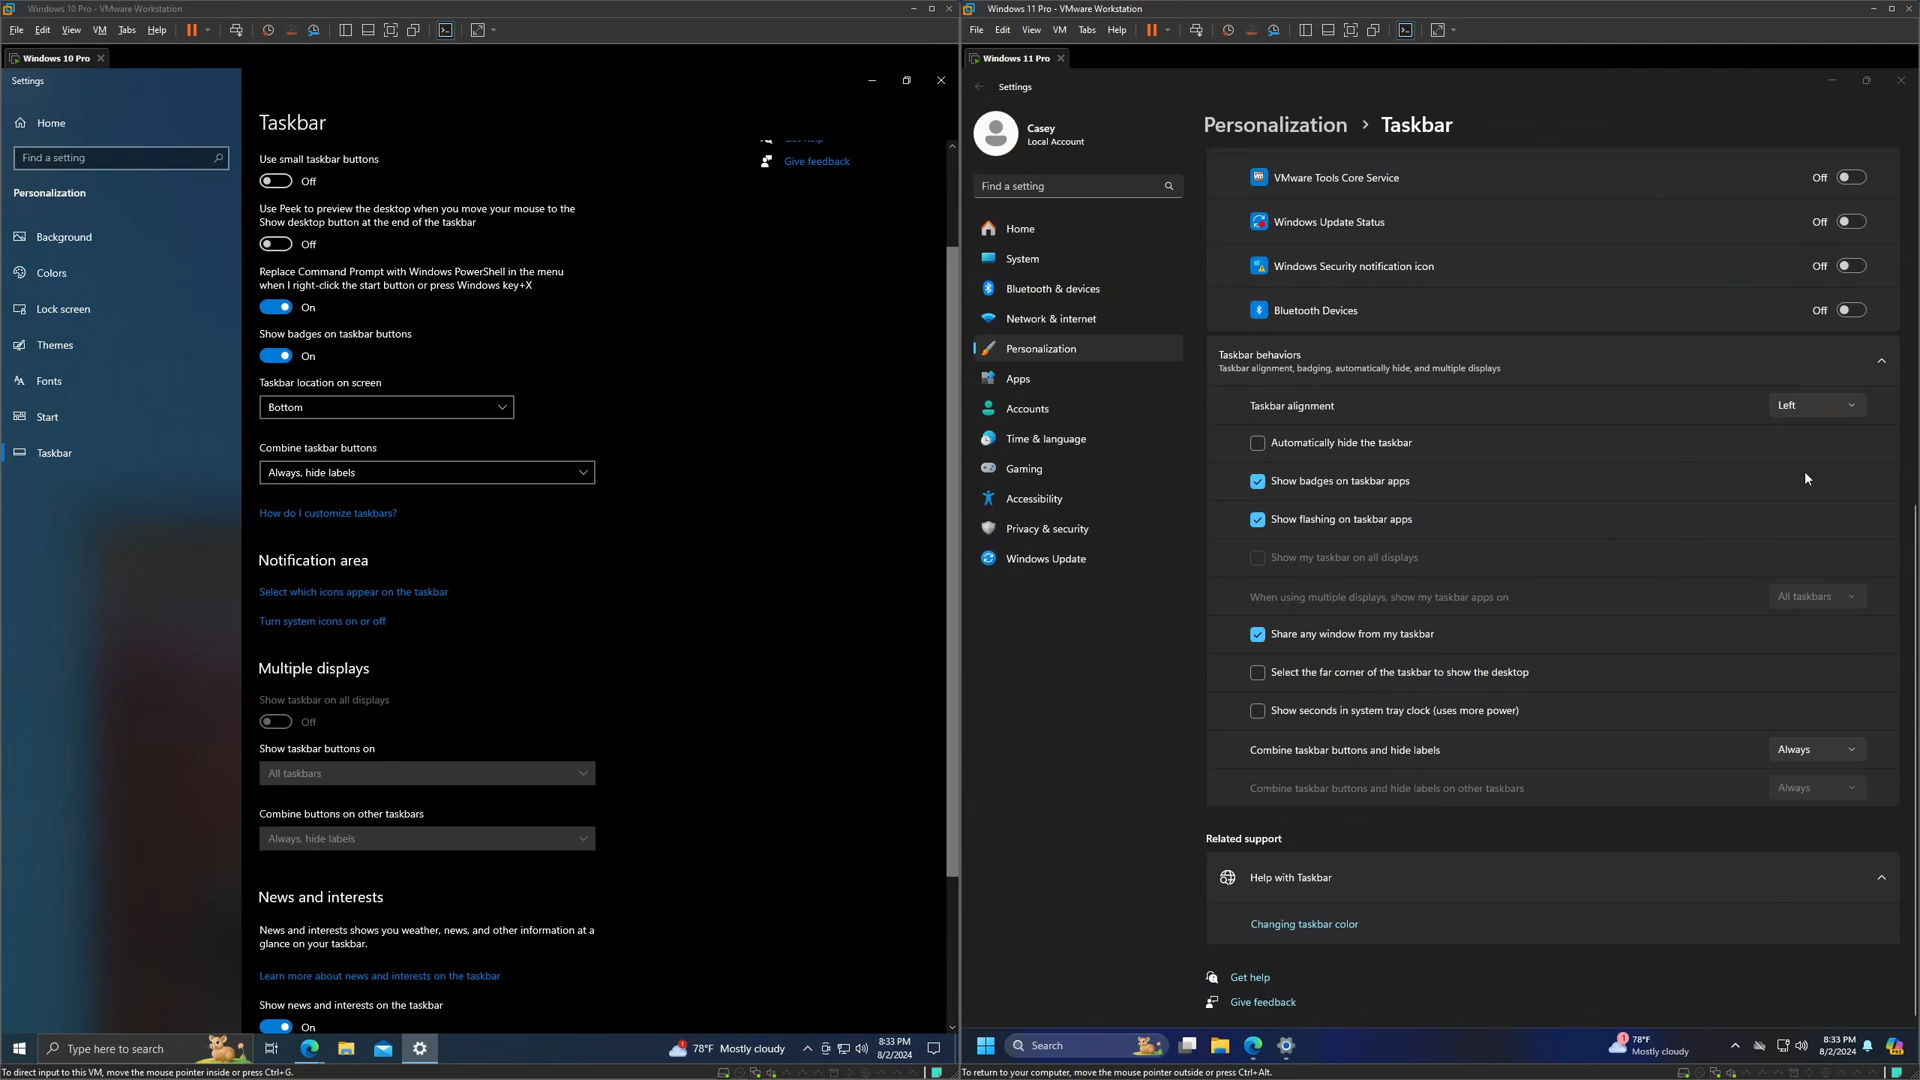 Windows 10 Pro - VMware Workstation
File Edit View VM Tabs Help
Windows 10 Pro
Settings
Home
Find a setting
Personalization
Background
Colors
Lock screen
Themes
Fonts
Start
Taskbar
Taskbar
Get help
Give feedback
Use small taskbar buttons
Off
Use Peek to preview the desktop when you move your mouse to the
Show desktop button at the end of the taskbar
Off
Replace Command Prompt with Windows PowerShell in the menu
when I right-click the start button or press Windows key+X
On
Show badges on taskbar buttons
On
Taskbar location on screen
Bottom
Combine taskbar buttons
Always, hide labels
How do I customize taskbars?
Notification area
Select which icons appear on the taskbar
Turn system icons on or off
Multiple displays
Show taskbar on all displays
Off
Show taskbar buttons on
All taskbars
Combine buttons on other taskbars
Always, hide labels
News and interests
News and interests shows you weather, news, and other information at a
glance on your taskbar.
Learn more about news and interests on the taskbar
Show news and interests on the taskbar
On
Type here to search
78°F Mostly cloudy
8:33 PM
8/2/2024
To direct input to this VM, move the mouse pointer inside or press Ctrl+G.
Windows 11 Pro - VMware Workstation
File Edit View VM Tabs Help
Windows 11 Pro
Settings
Casey
Local Account
Find a setting
Home
System
Bluetooth & devices
Network & internet
Personalization
Apps
Accounts
Time & language
Gaming
Accessibility
Privacy & security
Windows Update
Personalization > Taskbar
VMware Tools Core Service Off
Windows Update Status Off
Windows Security notification icon Off
Bluetooth Devices Off
Taskbar behaviors
Taskbar alignment, badging, automatically hide, and multiple displays
Taskbar alignment Left
Automatically hide the taskbar
Show badges on taskbar apps
Show flashing on taskbar apps
Show my taskbar on all displays
When using multiple displays, show my taskbar apps on All taskbars
Share any window from my taskbar
Select the far corner of the taskbar to show the desktop
Show seconds in system tray clock (uses more power)
Combine taskbar buttons and hide labels Always
Combine taskbar buttons and hide labels on other taskbars Always
Related support
Help with Taskbar
Changing taskbar color
Get help
Give feedback
Search
1
78°F
Mostly cloudy
8:33 PM
8/2/2024
To return to your computer, move the mouse pointer outside or press Ctrl+Alt.